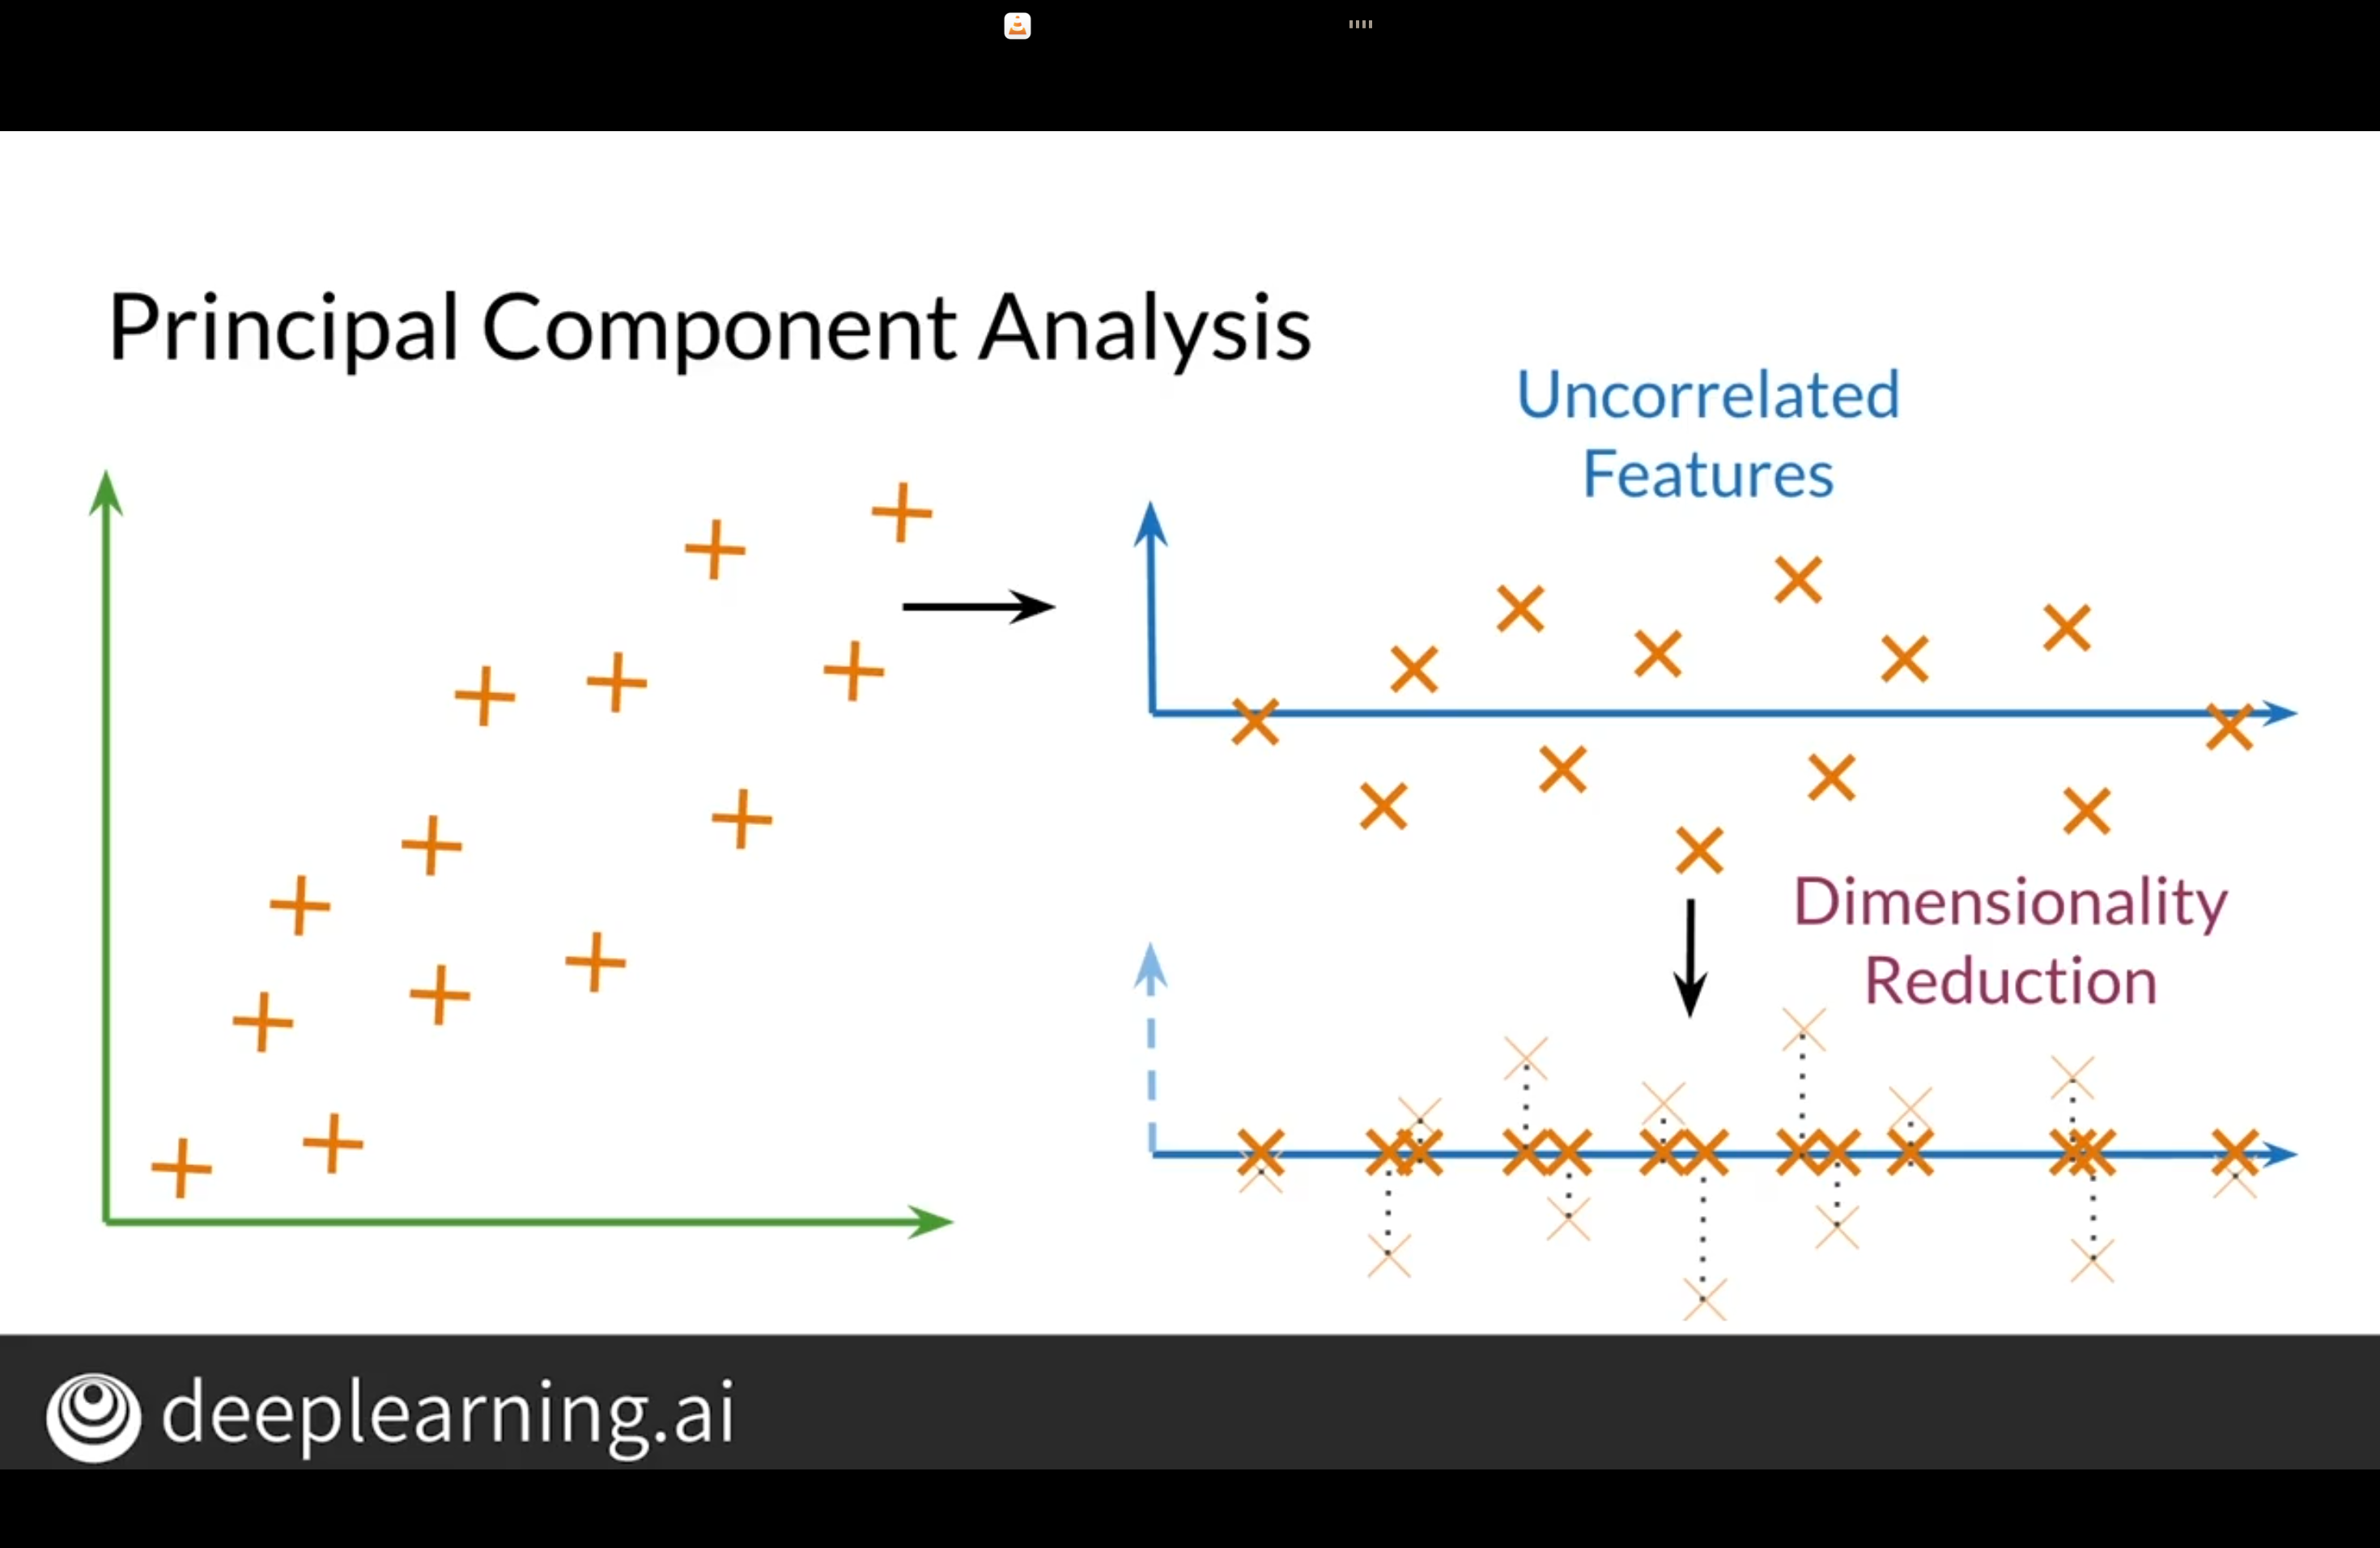 Principal Component Analysis
Uncorrelated
Features
Dimensionality
Reduction
deeplearning.ai